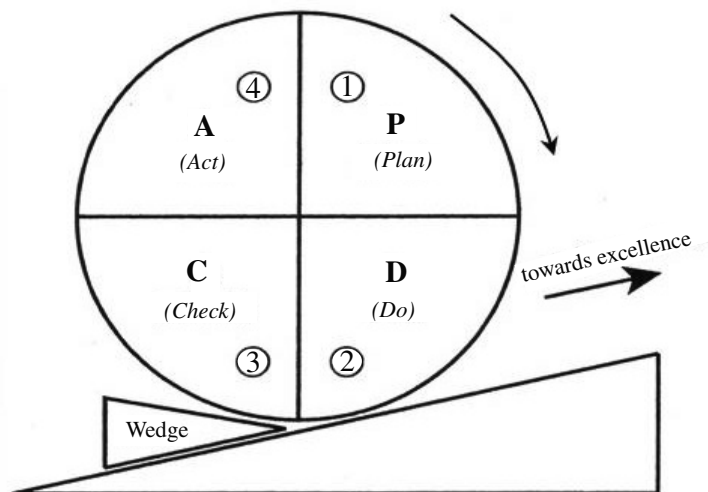 ④ ①
A P
(Act) (Plan)
towards excellence
C D
(Check) (Do)
③ ②
Wedge